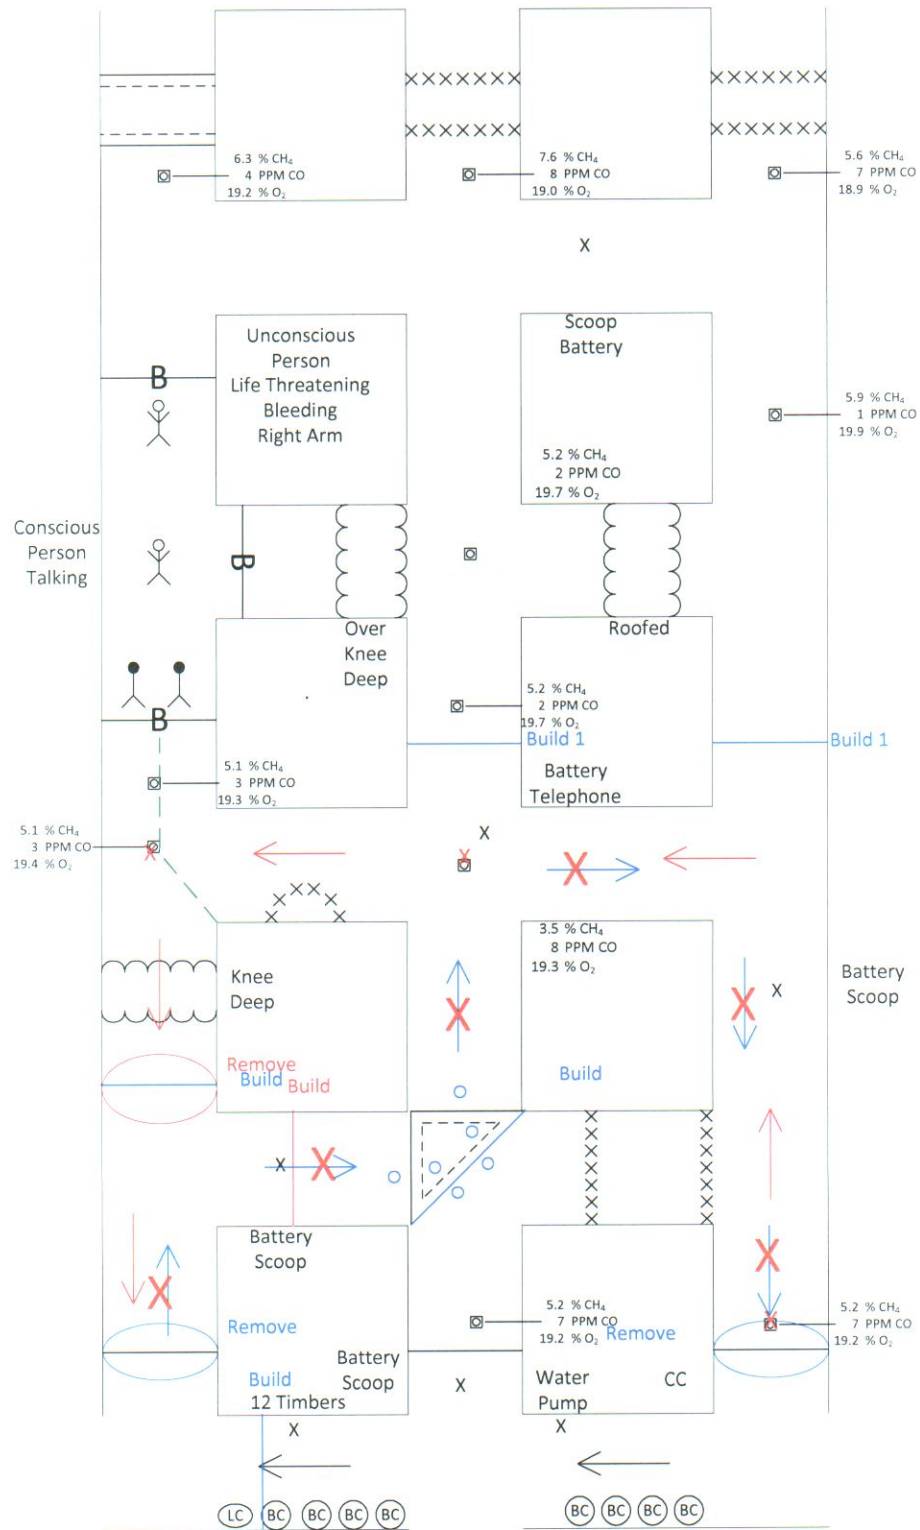 6.3 % CH₄
4 PPM CO
19.2 % O₂
7.6 % CH₄
8 PPM CO
19.0 % O₂
5.6 % CH₄
7 PPM CO
18.9 % O₂
X
Unconscious
Person
Life Threatening
Bleeding
Right Arm
Scoop
Battery
B
5.9 % CH₄
1 PPM CO
19.9 % O₂
5.2 % CH₄
2 PPM CO
19.7 % O₂
Conscious
Person
Talking
B
Over
Knee
Deep
Roofed
B
5.2 % CH₄
2 PPM CO
19.7 % O₂
Build 1
Build 1
5.1 % CH₄
3 PPM CO
19.3 % O₂
Battery
Telephone
5.1 % CH₄
3 PPM CO
19.4 % O₂
X
X
X
X
3.5 % CH₄
8 PPM CO
19.3 % O₂
Knee
Deep
X
X
X
Battery
Scoop
Remove
Build
Build
Build
X
X
Battery
Scoop
X
X
5.2 % CH₄
7 PPM CO
19.2 % O₂
X
5.2 % CH₄
7 PPM CO
19.2 % O₂
Remove
Remove
Battery
Scoop
Build
12 Timbers
X
Water
Pump
CC
X
X
LC
BC
BC
BC
BC
BC
BC
BC
BC